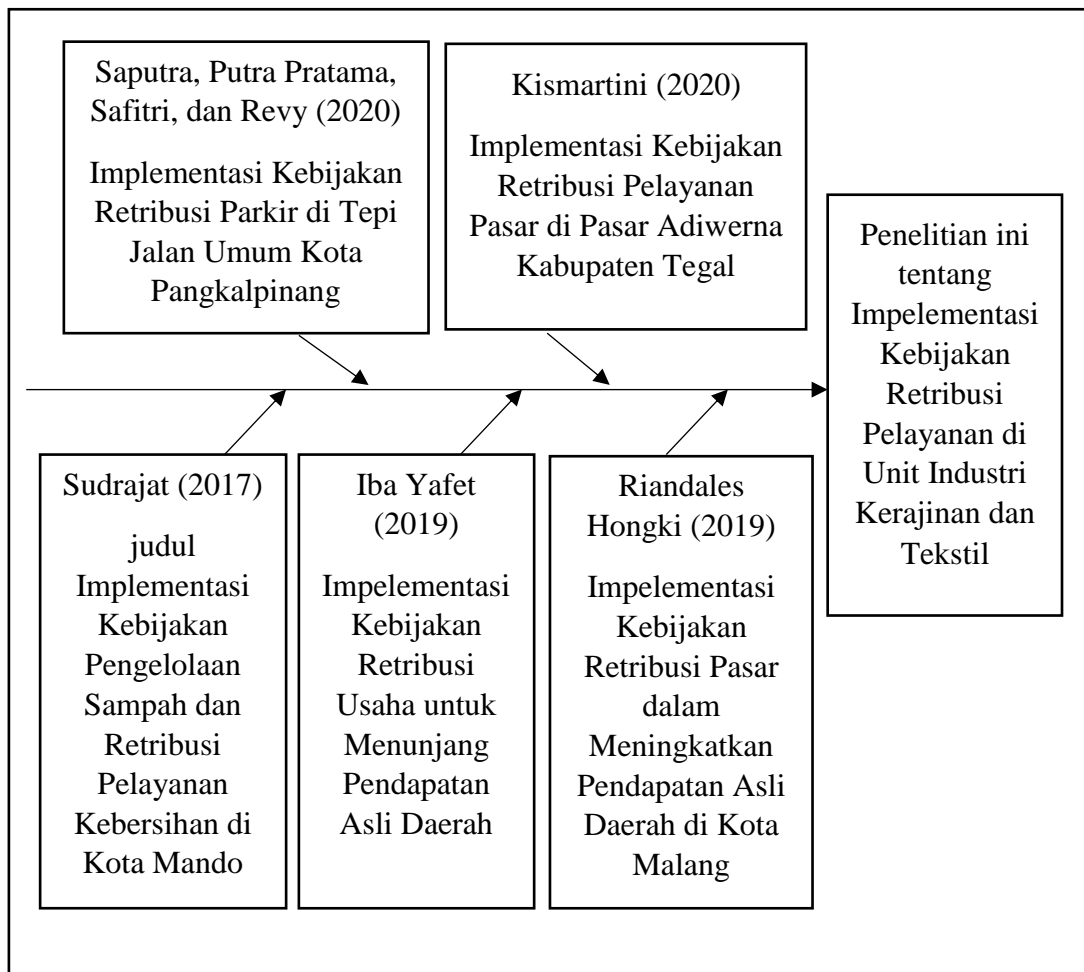 Saputra, Putra Pratama,
Safitri, dan Revy (2020)
Implementasi Kebijakan
Retribusi Parkir di Tepi
Jalan Umum Kota
Pangkalpinang
Kismartini (2020)
Implementasi Kebijakan
Retribusi Pelayanan
Pasar di Pasar Adiwerna
Kabupaten Tegal
Penelitian ini
tentang
Impelementasi
Kebijakan
Retribusi
Pelayanan di
Unit Industri
Kerajinan dan
Tekstil
Sudrajat (2017)
judul
Implementasi
Kebijakan
Pengelolaan
Sampah dan
Retribusi
Pelayanan
Kebersihan di
Kota Mando
Iba Yafet
(2019)
Impelementasi
Kebijakan
Retribusi
Usaha untuk
Menunjang
Pendapatan
Asli Daerah
Riandales
Hongki (2019)
Impelementasi
Kebijakan
Retribusi Pasar
dalam
Meningkatkan
Pendapatan Asli
Daerah di Kota
Malang